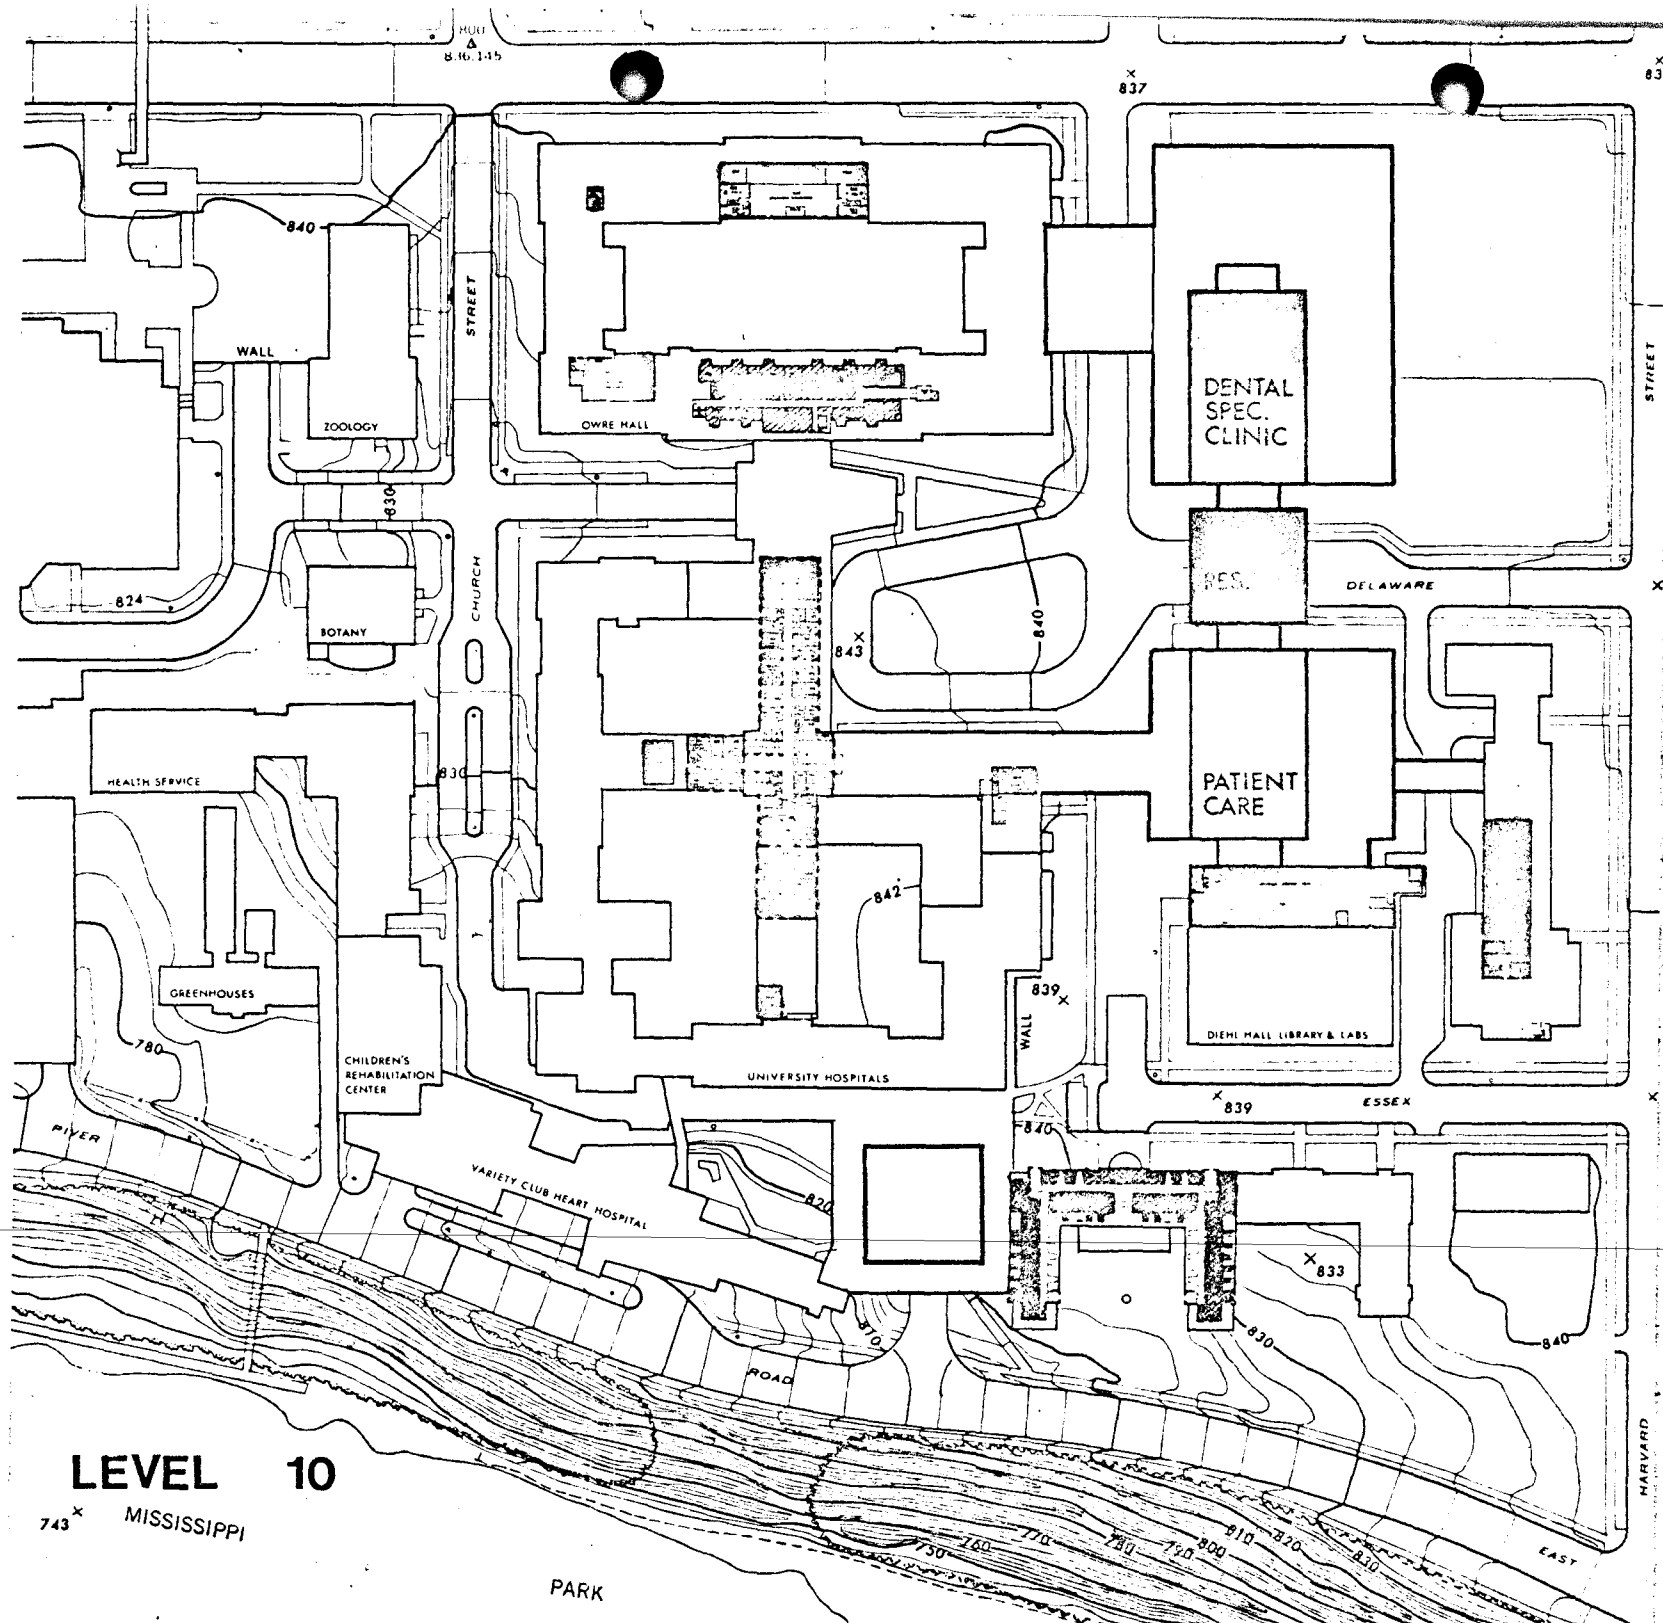 800
836.145
837
83
840
STREET
WALL
STREET
DENTAL
SPEC.
CLINIC
ZOOLOGY
OWRE HALL
830
CHURCH
RES.
DELAWARE
824
BOTANY
843
840
HEALTH SERVICE
830
PATIENT
CARE
842
GREENHOUSES
839
WALL
DIEHL HALL LIBRARY & LABS
780
CHILDREN'S
REHABILITATION
CENTER
UNIVERSITY HOSPITALS
839
ESSEX
RIVER
840
VARIETY CLUB HEART HOSPITAL
820
833
810
830
840
ROAD
HARVARD
LEVEL 10
743
MISSISSIPPI
750
760
770
780
790
800
810
820
830
EAST
PARK